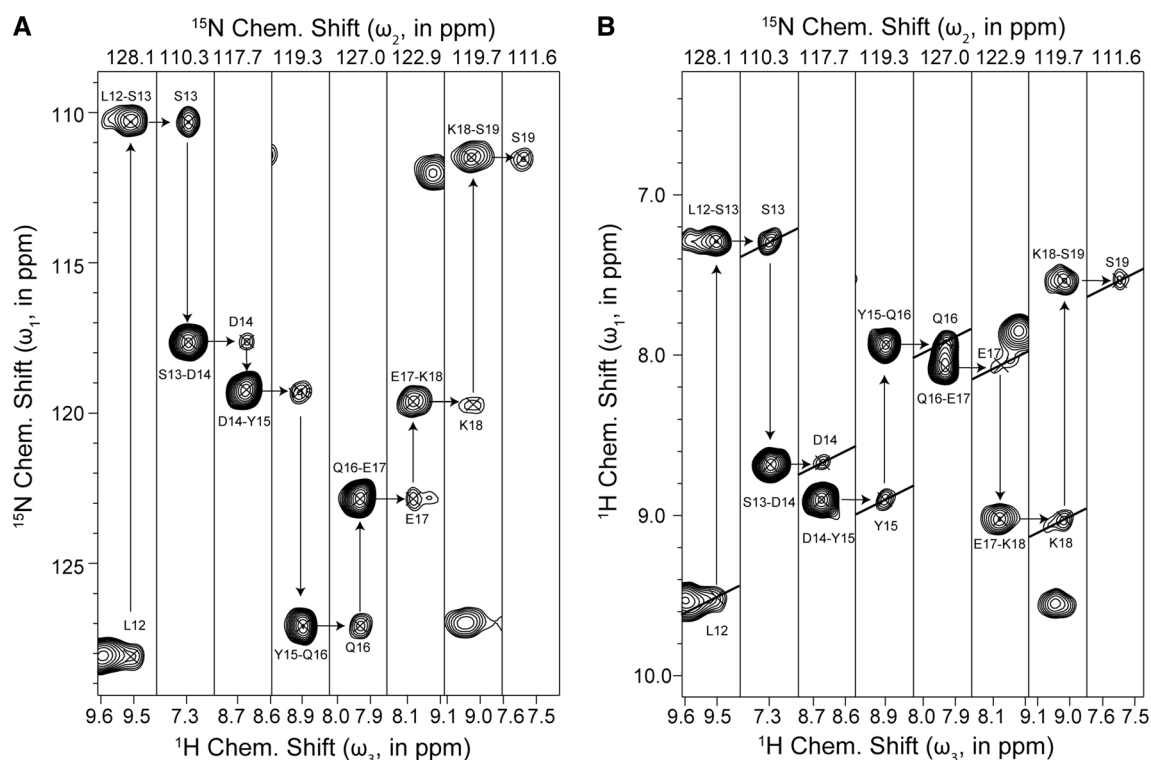 A
¹⁵N Chem. Shift (ω₂, in ppm)
128.1 110.3 117.7 119.3 127.0 122.9 119.7 111.6
L12-S13 S13 K18-S19 S19
110
115
D14
S13-D14
E17-K18
120
D14-Y15 K18
Q16-E17
E17
125
L12 Y15-Q16 Q16
¹⁵N Chem. Shift (ω₁, in ppm)
9.6 9.5 7.3 8.7 8.6 8.9 8.0 7.9 8.1 9.1 9.0 7.6 7.5
¹H Chem. Shift (ω₃, in ppm)
B
¹⁵N Chem. Shift (ω₂, in ppm)
128.1 110.3 117.7 119.3 127.0 122.9 119.7 111.6
7.0
L12-S13 S13
K18-S19 S19
Y15-Q16 Q16
8.0
E17
Q16-E17
D14
S13-D14
9.0
D14-Y15 Y15 E17-K18 K18
L12
10.0
¹H Chem. Shift (ω₁, in ppm)
9.6 9.5 7.3 8.7 8.6 8.9 8.0 7.9 8.1 9.1 9.0 7.6 7.5
¹H Chem. Shift (ω₃, in ppm)